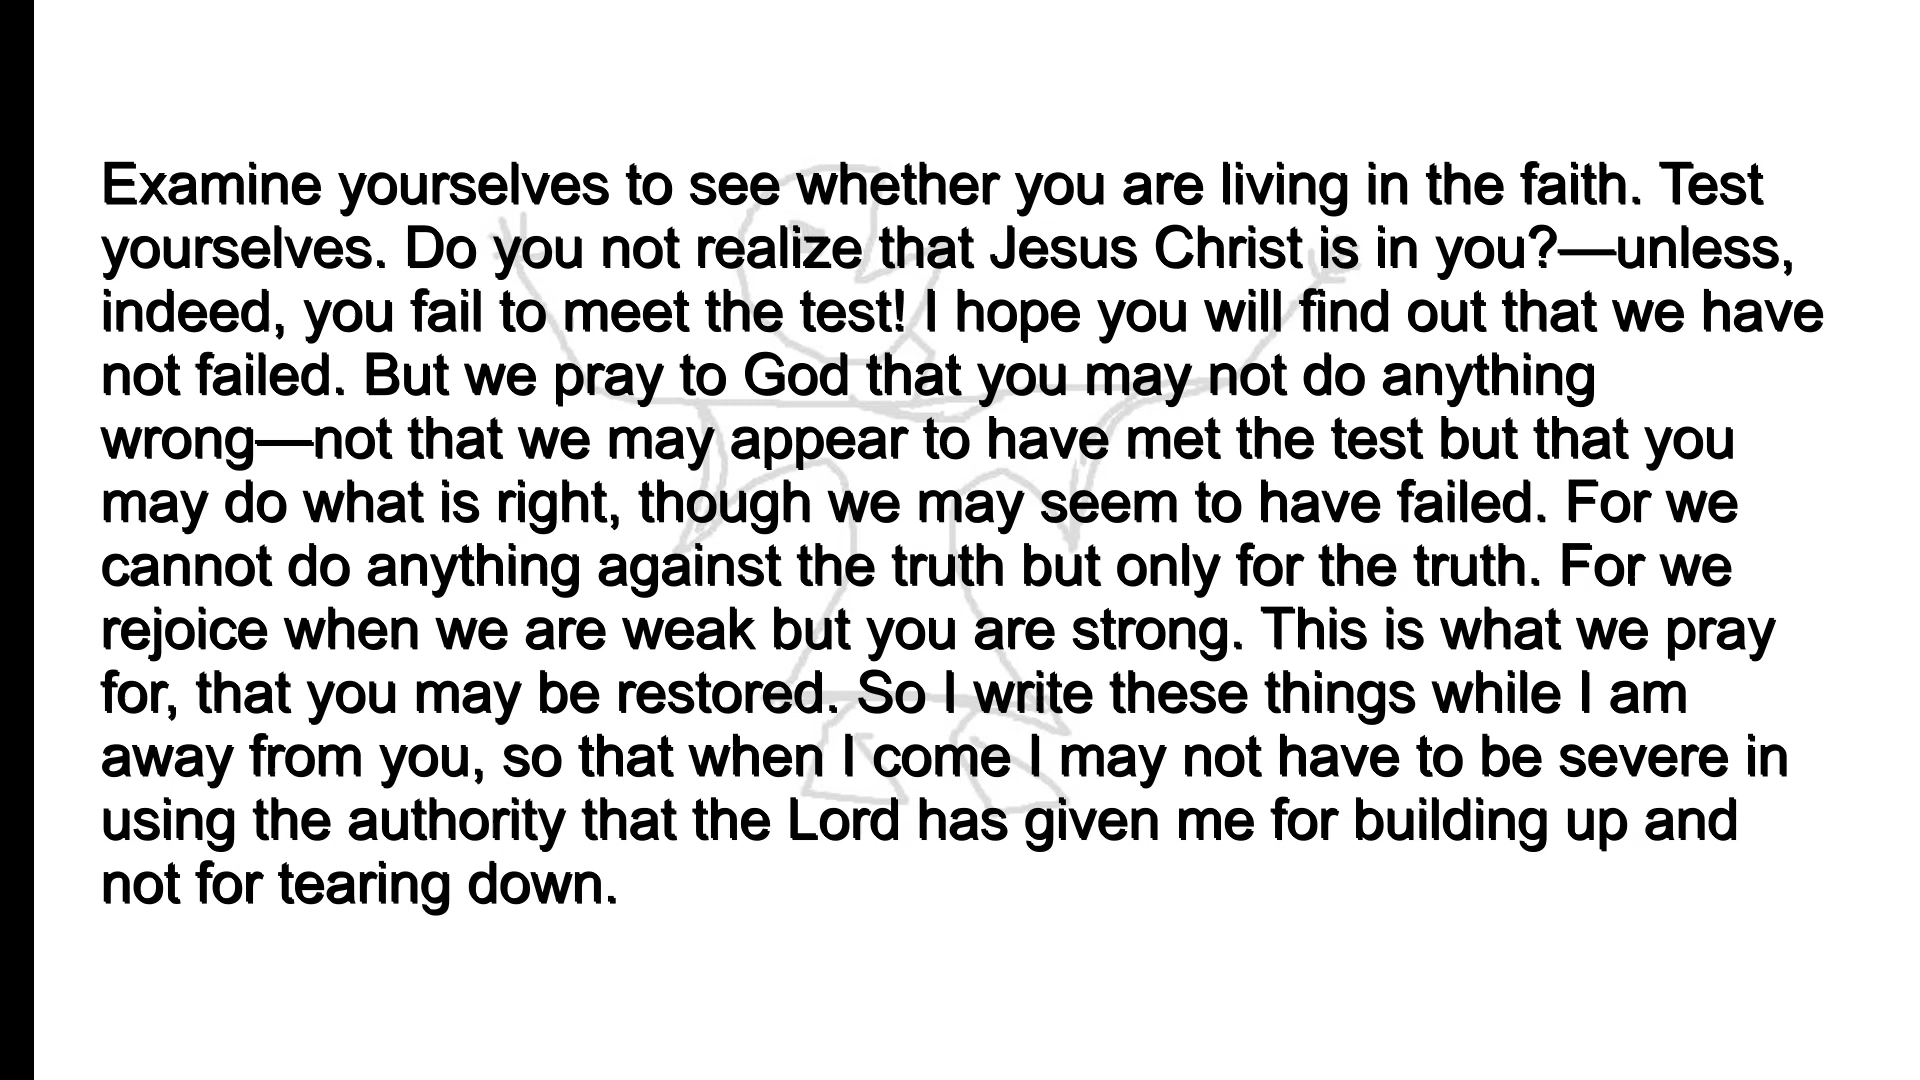 Examine yourselves to see whether you are living in the faith. Test
yourselves. Do you not realize that Jesus Christ is in you?—unless,
indeed, you fail to meet the test! I hope you will find out that we have
not failed. But we pray to God that you may not do anything
wrong—not that we may appear to have met the test but that you
may do what is right, though we may seem to have failed. For we
cannot do anything against the truth but only for the truth. For we
rejoice when we are weak but you are strong. This is what we pray
for, that you may be restored. So I write these things while I am
away from you, so that when I come I may not have to be severe in
using the authority that the Lord has given me for building up and
not for tearing down.